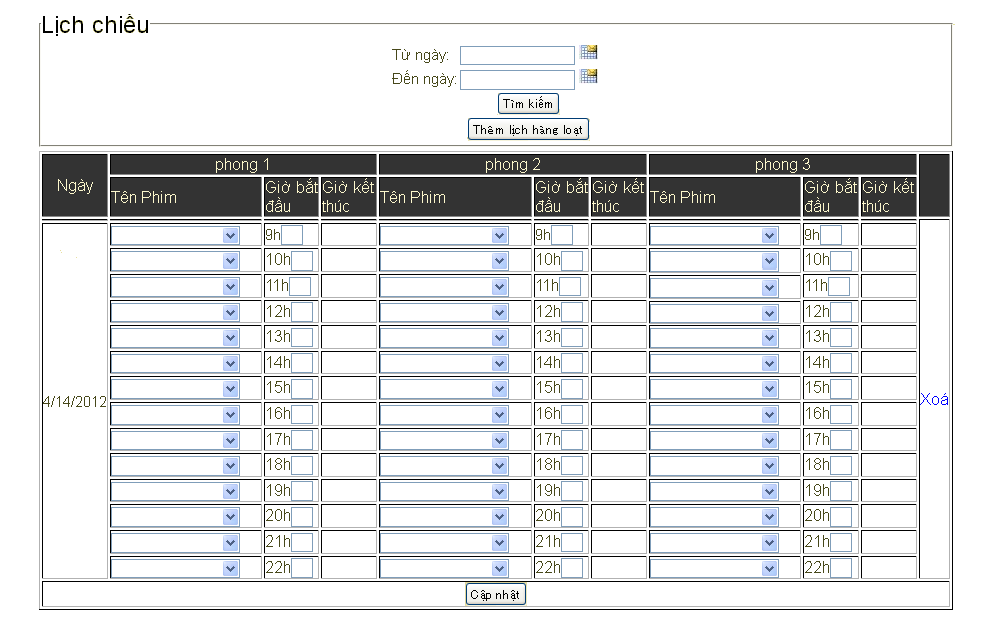 Lịch chiếu
Từ ngày:
Đến ngày:
Tìm kiếm
Thêm lịch hàng loạt
Ngày phong 1 phong 2 phong 3
Tên Phim Giờ bắt đầu Giờ kết thúc Tên Phim Giờ bắt đầu Giờ kết thúc Tên Phim Giờ bắt đầu Giờ kết thúc
9h 9h 9h
10h 10h 10h
11h 11h 11h
12h 12h 12h
13h 13h 13h
14h 14h 14h
15h 15h 15h
4/14/2012 Xoá
16h 16h 16h
17h 17h 17h
18h 18h 18h
19h 19h 19h
20h 20h 20h
21h 21h 21h
22h 22h 22h
Cập nhật